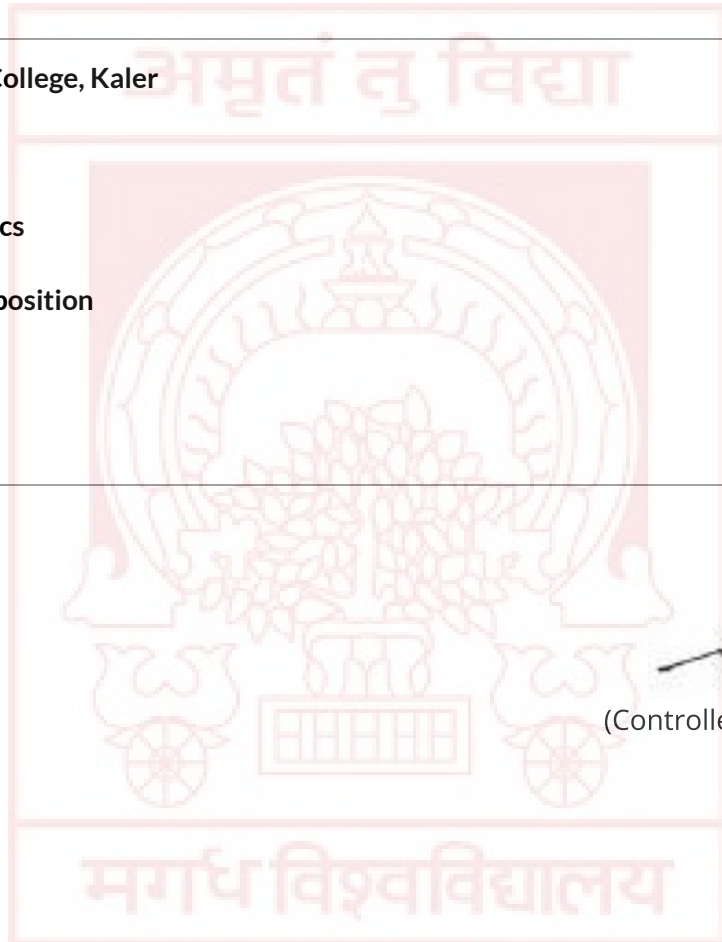 अमृतं तु विद्या
College, Kaler
cs
position
(Controlle
मगध विश्वविद्यालय